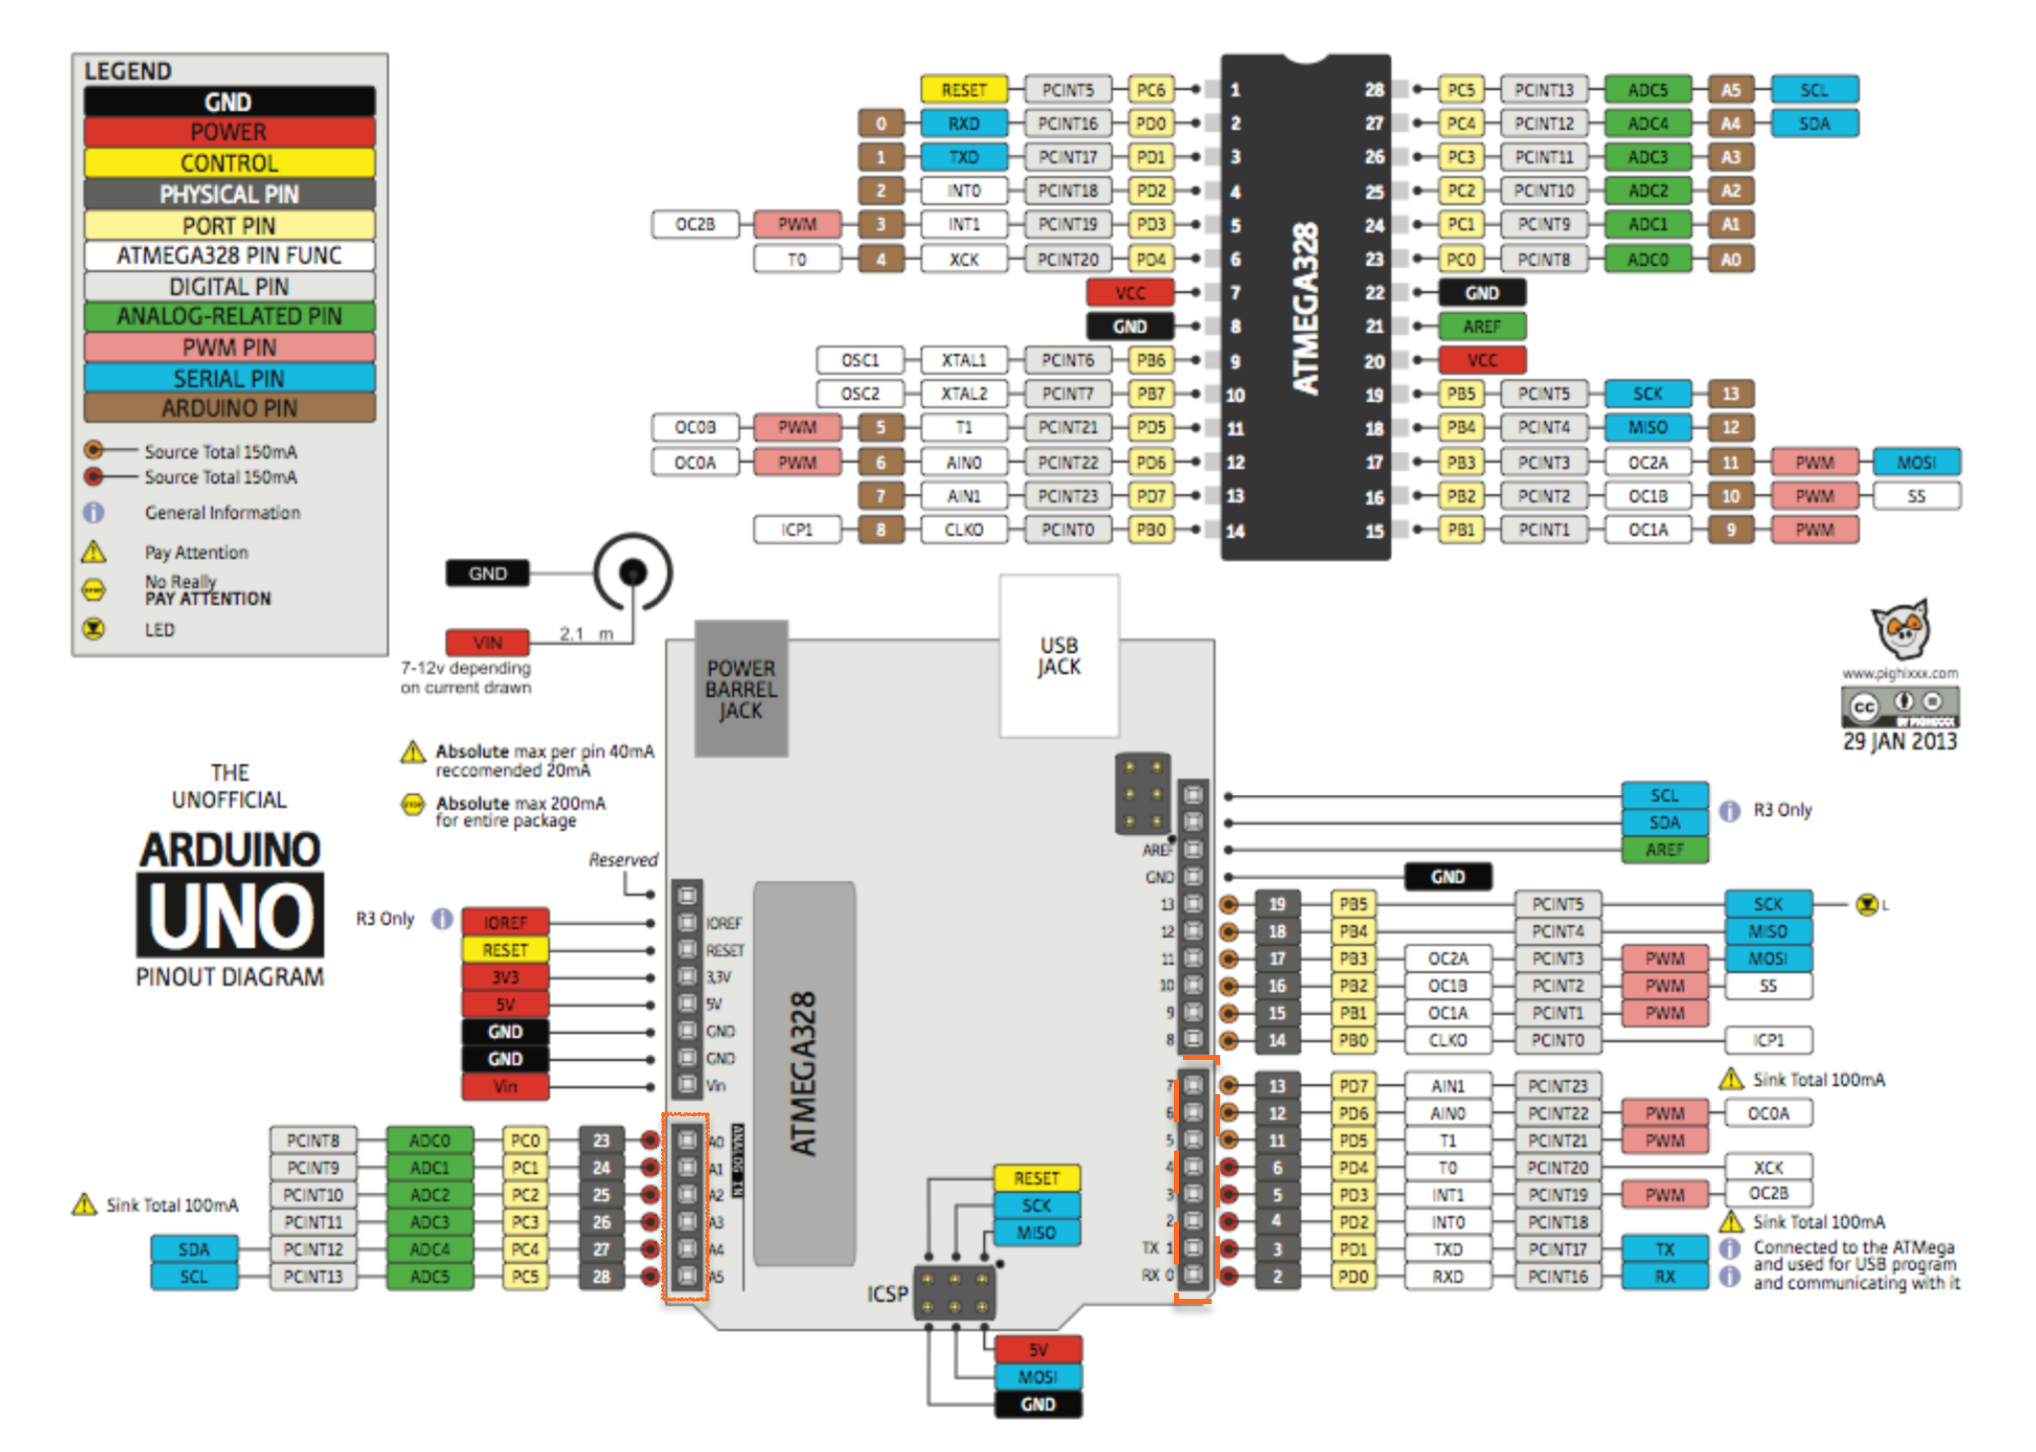 LEGEND
GND
POWER
CONTROL
PHYSICAL PIN
PORT PIN
ATMEGA328 PIN FUNC
DIGITAL PIN
ANALOG-RELATED PIN
PWM PIN
SERIAL PIN
ARDUINO PIN
Source Total 150mA
Source Total 150mA
General Information
Pay Attention
No Really
PAY ATTENTION
LED
RESET PCINT5 PC6 1
0 RXD PCINT16 PD0 2
1 TXD PCINT17 PD1 3
2 INT0 PCINT18 PD2 4
OC2B PWM 3 INT1 PCINT19 PD3 5
T0 4 XCK PCINT20 PD4 6
VCC 7
GND 8
OSC1 XTAL1 PCINT6 PB6 9
OSC2 XTAL2 PCINT7 PB7 10
OC0B PWM 5 T1 PCINT21 PD5 11
OC0A PWM 6 AIN0 PCINT22 PD6 12
7 AIN1 PCINT23 PD7 13
ICP1 8 CLKO PCINT0 PB0 14
ATMEGA328
28 PC5 PCINT13 ADC5 A5 SCL
27 PC4 PCINT12 ADC4 A4 SDA
26 PC3 PCINT11 ADC3 A3
25 PC2 PCINT10 ADC2 A2
24 PC1 PCINT9 ADC1 A1
23 PC0 PCINT8 ADC0 A0
22 GND
21 AREF
20 VCC
19 PB5 PCINT5 SCK 13
18 PB4 PCINT4 MISO 12
17 PB3 PCINT3 OC2A 11 PWM MOSI
16 PB2 PCINT2 OC1B 10 PWM SS
15 PB1 PCINT1 OC1A 9 PWM
GND
VIN
2.1 m
7-12v depending
on current drawn
POWER
BARREL
JACK
USB
JACK
www.pighixxx.com
cc
BY PIGHIXXX
29 JAN 2013
Absolute max per pin 40mA
reccomended 20mA
Absolute max 200mA
for entire package
THE
UNOFFICIAL
ARDUINO
UNO
PINOUT DIAGRAM
Reserved
R3 Only IOREF IOREF
RESET RESET
3V3 3,3V
5V 5V
GND GND
GND GND
Vin Vin
PCINT8 ADC0 PC0 23 A0
PCINT9 ADC1 PC1 24 A1
PCINT10 ADC2 PC2 25 A2
PCINT11 ADC3 PC3 26 A3
SDA PCINT12 ADC4 PC4 27 A4
SCL PCINT13 ADC5 PC5 28 A5
Sink Total 100mA
ANALOG IN
ATMEGA328
RESET
SCK
MISO
ICSP
5V
MOSI
GND
SCL
SDA
R3 Only
AREF AREF
GND GND
13 19 PB5 PCINT5 SCK L
12 18 PB4 PCINT4 MISO
11 17 PB3 OC2A PCINT3 PWM MOSI
10 16 PB2 OC1B PCINT2 PWM SS
9 15 PB1 OC1A PCINT1 PWM
8 14 PB0 CLKO PCINT0 ICP1
7 13 PD7 AIN1 PCINT23
Sink Total 100mA
6 12 PD6 AIN0 PCINT22 PWM OC0A
5 11 PD5 T1 PCINT21 PWM
4 6 PD4 T0 PCINT20 XCK
3 5 PD3 INT1 PCINT19 PWM OC2B
2 4 PD2 INT0 PCINT18
Sink Total 100mA
TX 1 3 PD1 TXD PCINT17 TX
RX 0 2 PD0 RXD PCINT16 RX
Connected to the ATMega
and used for USB program
and communicating with it